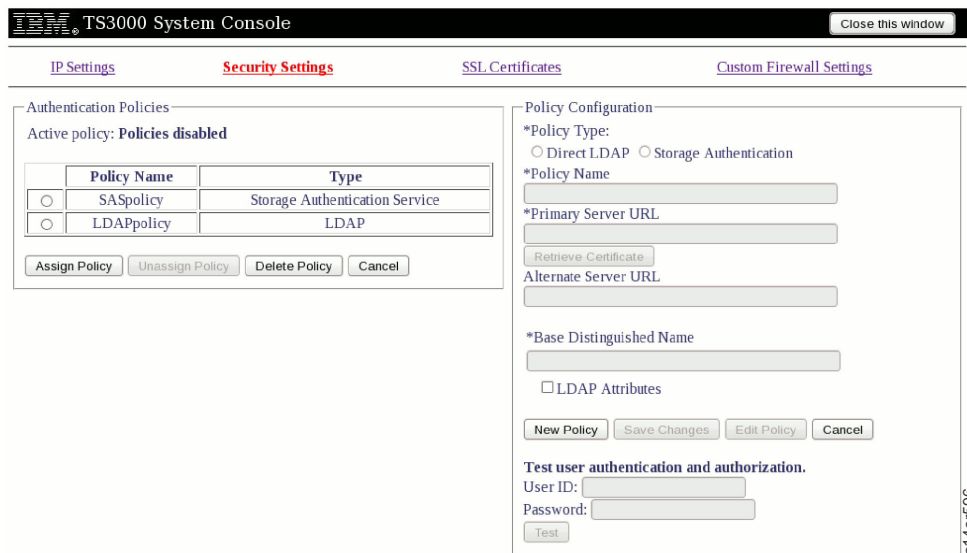 IBM® TS3000 System Console
Close this window
IP Settings
Security Settings
SSL Certificates
Custom Firewall Settings
Authentication Policies
Active policy: Policies disabled
Policy Name Type
SASpolicy Storage Authentication Service
LDAPpolicy LDAP
Assign Policy Unassign Policy Delete Policy Cancel
Policy Configuration
*Policy Type:
Direct LDAP Storage Authentication
*Policy Name
*Primary Server URL
Retrieve Certificate
Alternate Server URL
*Base Distinguished Name
LDAP Attributes
New Policy Save Changes Edit Policy Cancel
Test user authentication and authorization.
User ID:
Password:
Test